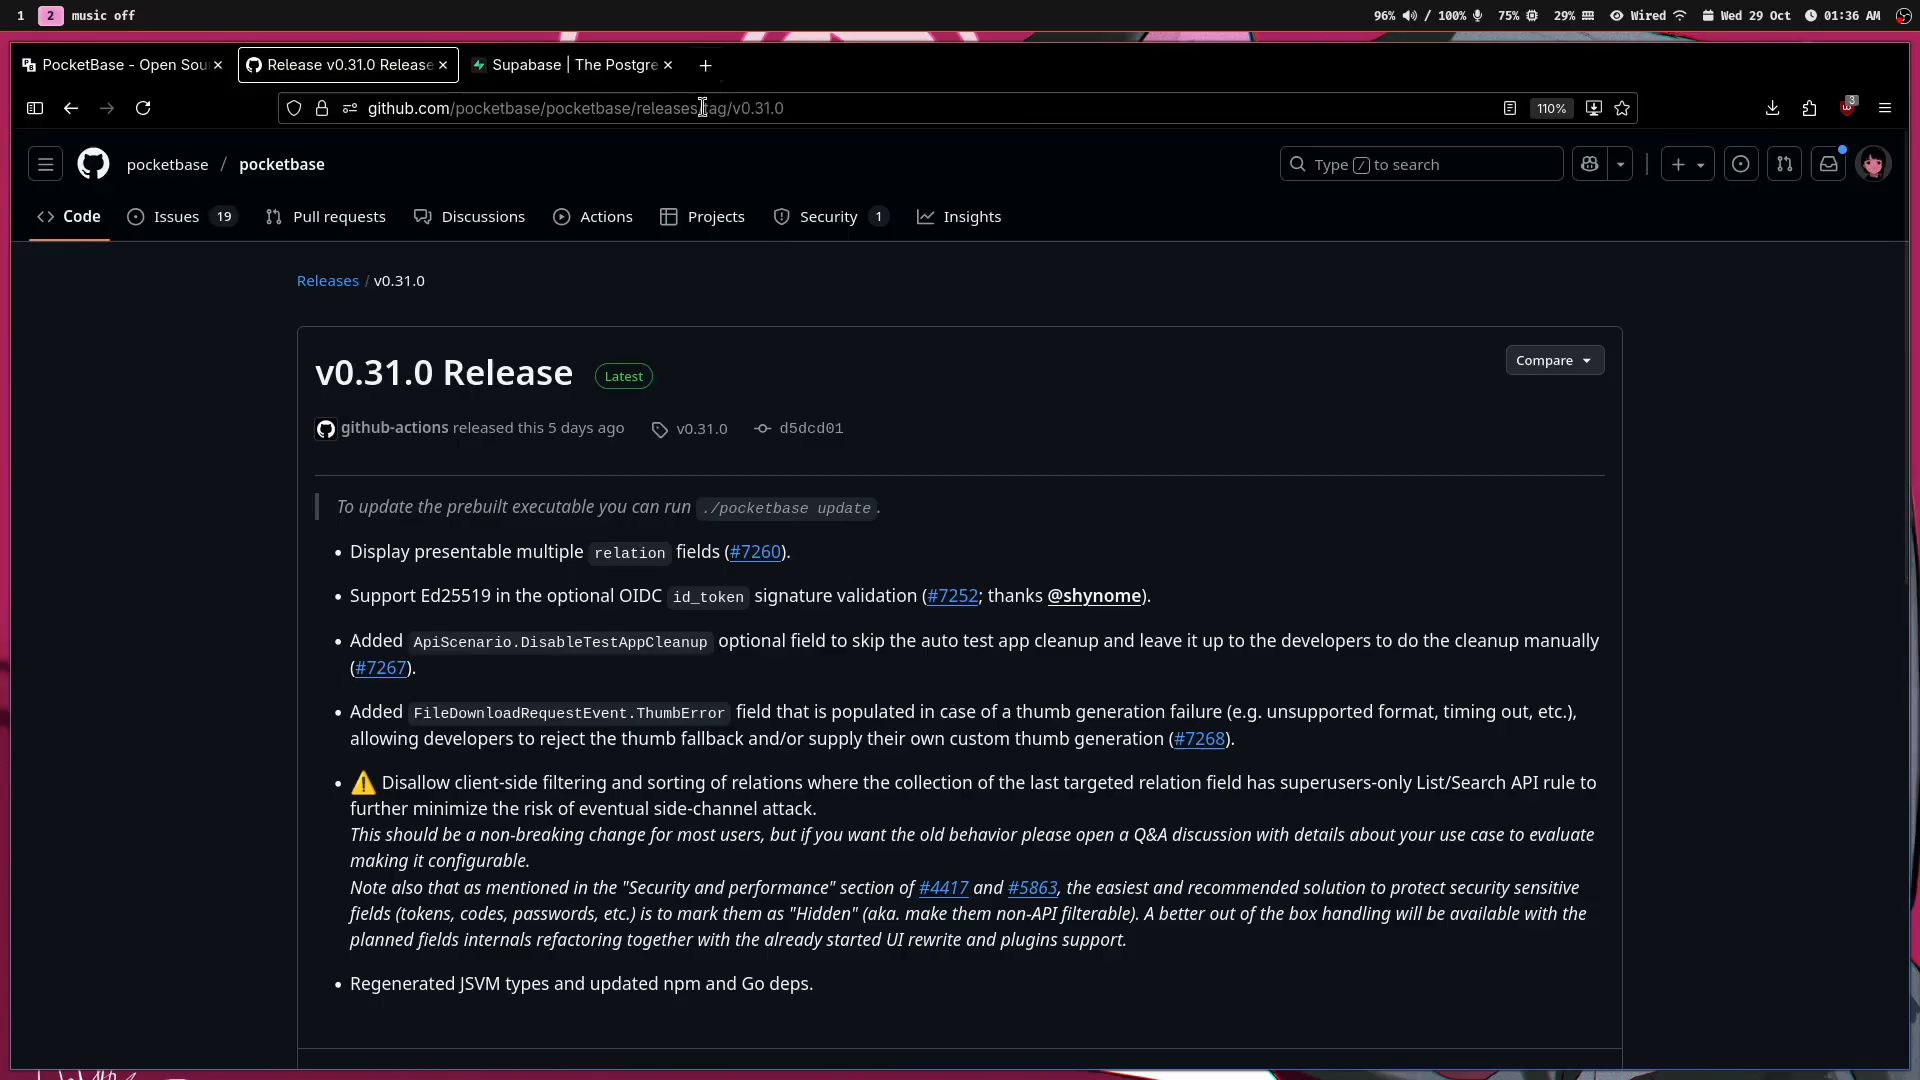 1 2 music off 96% / 100% 75% 29% Wired Wed 29 Oct 01:36 AM
PocketBase - Open Sou Release v0.31.0 Release Supabase | The Postgre
github.com/pocketbase/pocketbase/releases/tag/v0.31.0 110% 3
pocketbase / pocketbase Type / to search
Code Issues 19 Pull requests Discussions Actions Projects Security 1 Insights
Releases / v0.31.0
v0.31.0 Release Latest Compare
github-actions released this 5 days ago v0.31.0 d5dcd01
To update the prebuilt executable you can run ./pocketbase update.
• Display presentable multiple relation fields (#7260).
• Support Ed25519 in the optional OIDC id_token signature validation (#7252; thanks @shynome).
• Added ApiScenario.DisableTestAppCleanup optional field to skip the auto test app cleanup and leave it up to the developers to do the cleanup manually
(#7267).
• Added FileDownloadRequestEvent.ThumbError field that is populated in case of a thumb generation failure (e.g. unsupported format, timing out, etc.),
allowing developers to reject the thumb fallback and/or supply their own custom thumb generation (#7268).
• ⚠️ Disallow client-side filtering and sorting of relations where the collection of the last targeted relation field has superusers-only List/Search API rule to
further minimize the risk of eventual side-channel attack.
This should be a non-breaking change for most users, but if you want the old behavior please open a Q&A discussion with details about your use case to evaluate
making it configurable.
Note also that as mentioned in the "Security and performance" section of #4417 and #5863, the easiest and recommended solution to protect security sensitive
fields (tokens, codes, passwords, etc.) is to mark them as "Hidden" (aka. make them non-API filterable). A better out of the box handling will be available with the
planned fields internals refactoring together with the already started UI rewrite and plugins support.
• Regenerated JSVM types and updated npm and Go deps.